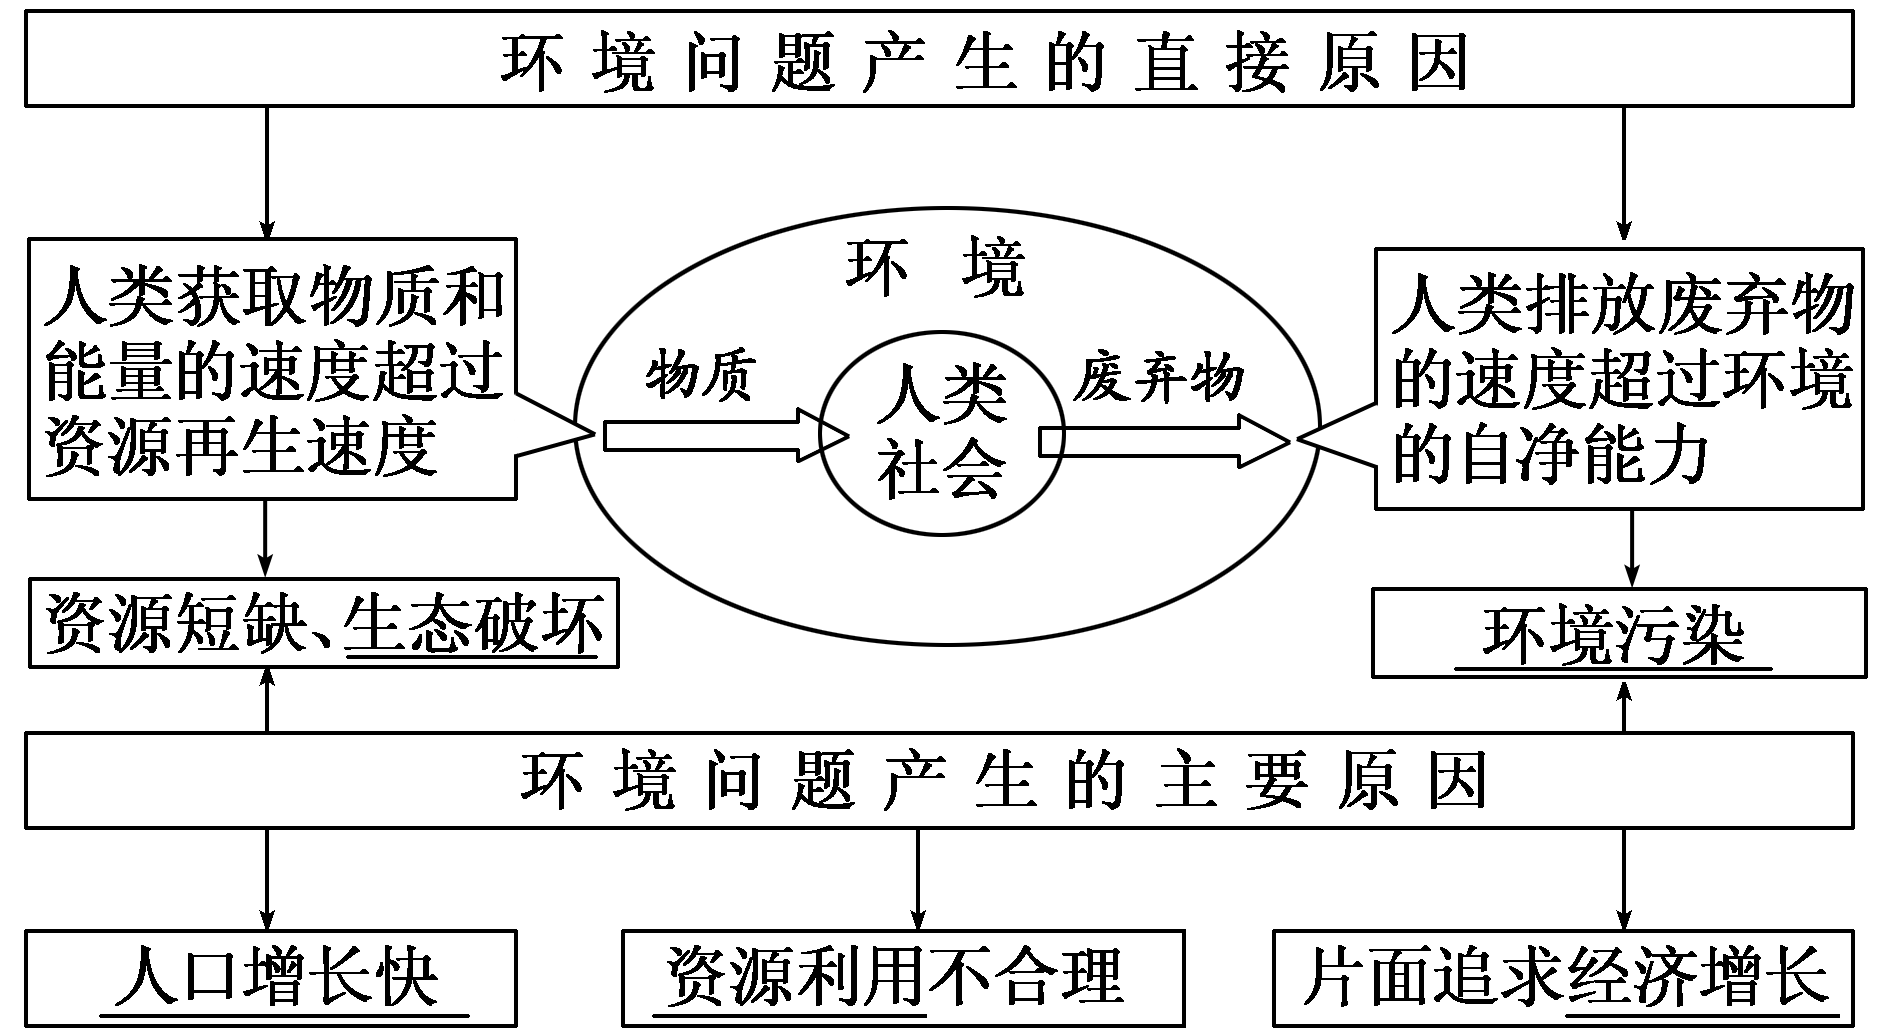 环境问题产生的直接原因
人类获取物质和
能量的速度超过
资源再生速度
环境
物质
人类
社会
废弃物
人类排放废弃物
的速度超过环境
的自净能力
资源短缺、生态破坏
环境污染
环境问题产生的主要原因
人口增长快
资源利用不合理
片面追求经济增长